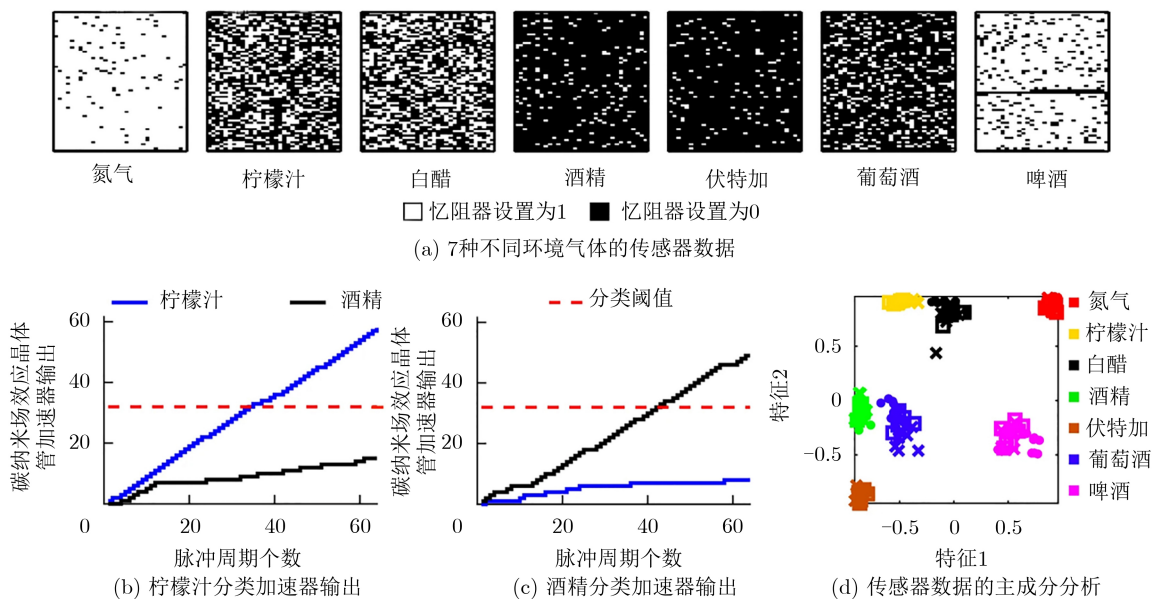 氮气 柠檬汁 白醋 酒精 伏特加 葡萄酒 啤酒
忆阻器设置为1 忆阻器设置为0
(a) 7种不同环境气体的传感器数据
柠檬汁 酒精 分类阈值
碳纳米场效应晶体
管加速器输出
60
40
20
0 20 40 60
脉冲周期个数
(b) 柠檬汁分类加速器输出
碳纳米场效应晶体
管加速器输出
60
40
20
0 20 40 60
脉冲周期个数
(c) 酒精分类加速器输出
特征2
0.5
0
−0.5
−0.5 0 0.5
特征1
氮气
柠檬汁
白醋
酒精
伏特加
葡萄酒
啤酒
(d) 传感器数据的主成分分析